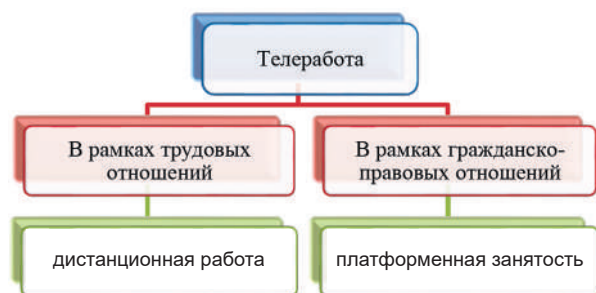 Телеработа
В рамках трудовых
отношений
В рамках гражданско-
правовых отношений
дистанционная работа
платформенная занятость